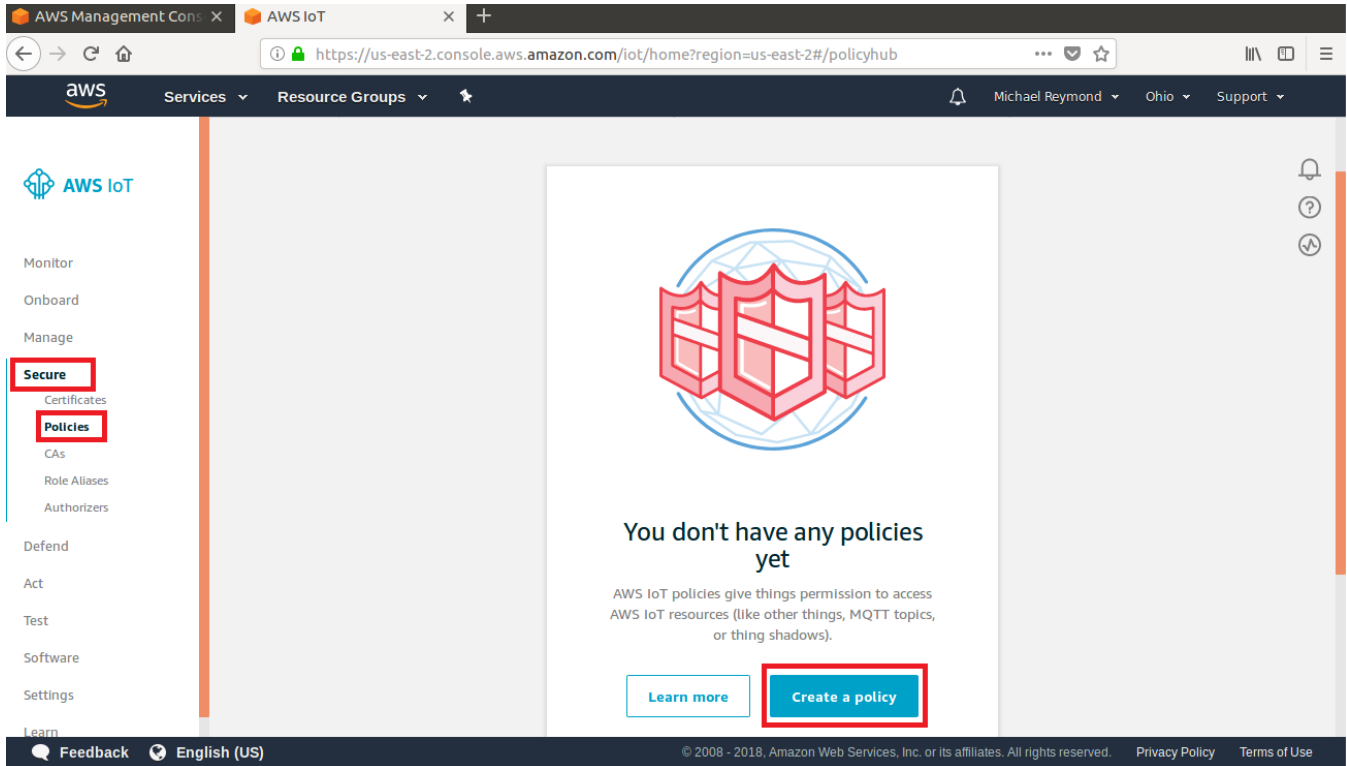 AWS Management Cons
AWS IoT
https://us-east-2.console.aws.amazon.com/iot/home?region=us-east-2#/policyhub
aws
Services
Resource Groups
Michael Reymond
Ohio
Support
AWS IoT
Monitor
Onboard
Manage
Secure
Certificates
Policies
CAs
Role Aliases
Authorizers
Defend
Act
Test
Software
Settings
Learn
You don't have any policies
yet
AWS IoT policies give things permission to access
AWS IoT resources (like other things, MQTT topics,
or thing shadows).
Learn more
Create a policy
Feedback
English (US)
© 2008 - 2018, Amazon Web Services, Inc. or its affiliates. All rights reserved.
Privacy Policy
Terms of Use